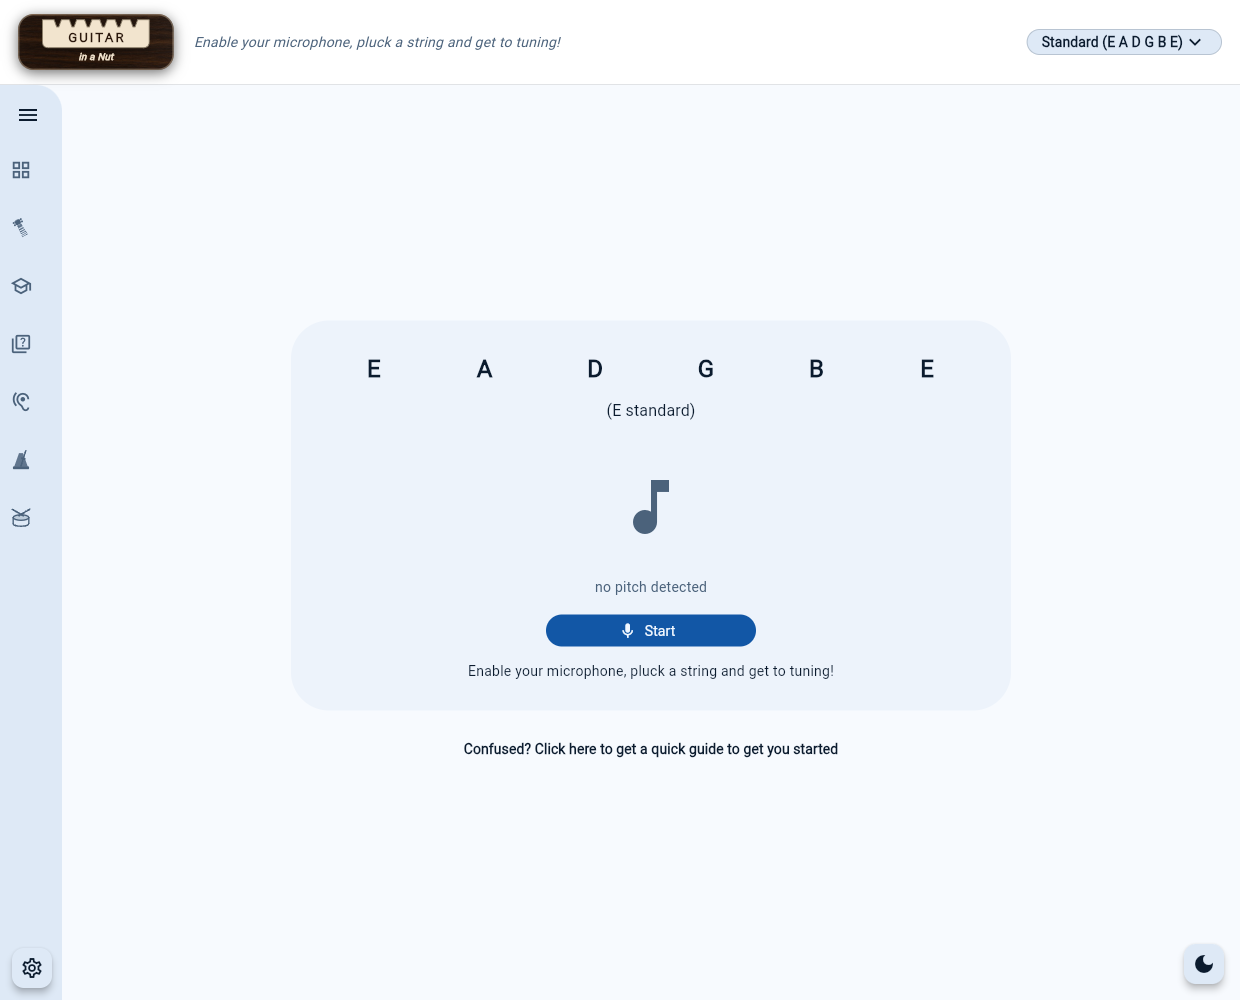 GUITAR
in a Nut
Enable your microphone, pluck a string and get to tuning!
Standard (E A D G B E)
?
E A D G B E
(E standard)
no pitch detected
Start
Enable your microphone, pluck a string and get to tuning!
Confused? Click here to get a quick guide to get you started